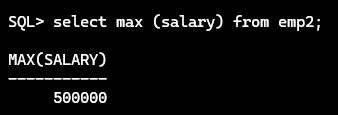 SQL> select max (salary) from emp2;
MAX(SALARY)
-----------
500000